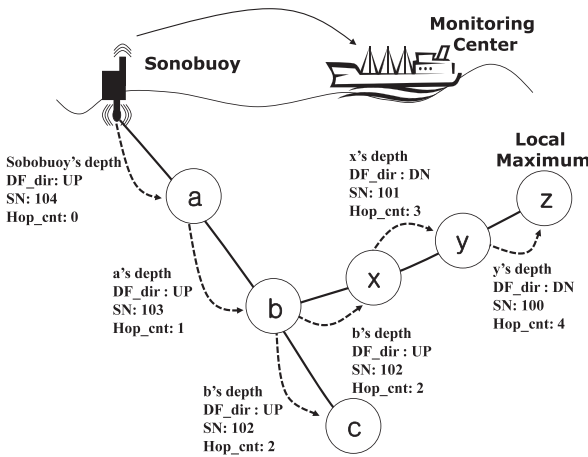 Monitoring
Center
Sonobuoy
Sobobuoy's depth
DF_dir: UP
SN: 104
Hop_cnt: 0
a
Local
Maximum
z
x's depth
DF_dir : DN
SN: 101
Hop_cnt: 3
y
y's depth
DF_dir : DN
SN: 100
Hop_cnt: 4
a's depth
DF_dir : UP
SN: 103
Hop_cnt: 1
b
x
b's depth
DF_dir : UP
SN: 102
Hop_cnt: 2
b's depth
DF_dir : UP
SN: 102
Hop_cnt: 2
c